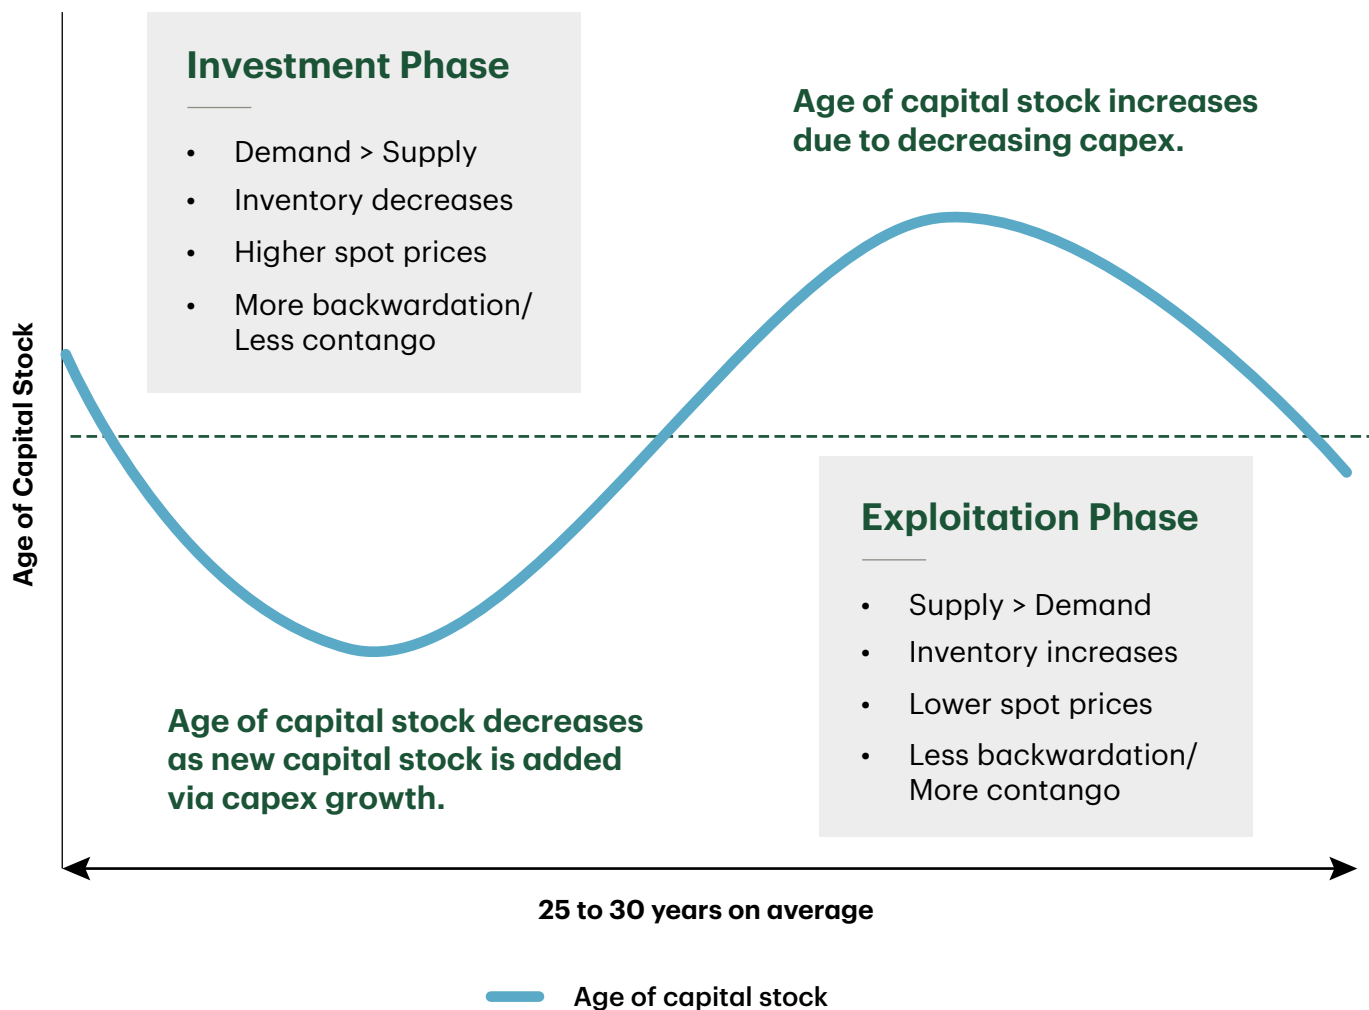 Investment Phase
• Demand > Supply
• Inventory decreases
• Higher spot prices
• More backwardation/
Less contango
Age of capital stock increases
due to decreasing capex.
Age of Capital Stock
Exploitation Phase
• Supply > Demand
• Inventory increases
• Lower spot prices
• Less backwardation/
More contango
Age of capital stock decreases
as new capital stock is added
via capex growth.
25 to 30 years on average
Age of capital stock